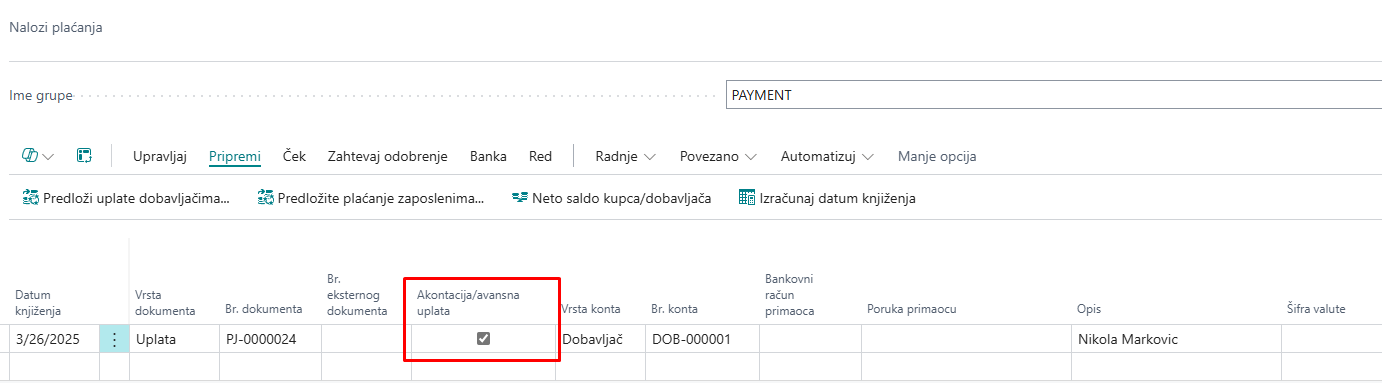 Nalozi plaćanja
Ime grupe
PAYMENT
Upravljaj Pripremi Ček Zahtevaj odobrenje Banka Red Radnje Povezano Automatizuj Manje opcija
Predloži uplate dobavljačima... Predložite plaćanje zaposlenima... Neto saldo kupca/dobavljača Izračunaj datum knjiženja
Datum knjiženja Vrsta dokumenta Br. dokumenta Br. eksternog dokumenta Akontacija/avansna uplata Vrsta konta Br. konta Bankovni račun primaoca Poruka primaocu Opis Šifra valute
3/26/2025 Uplata PJ-0000024 Dobavljač DOB-000001 Nikola Markovic